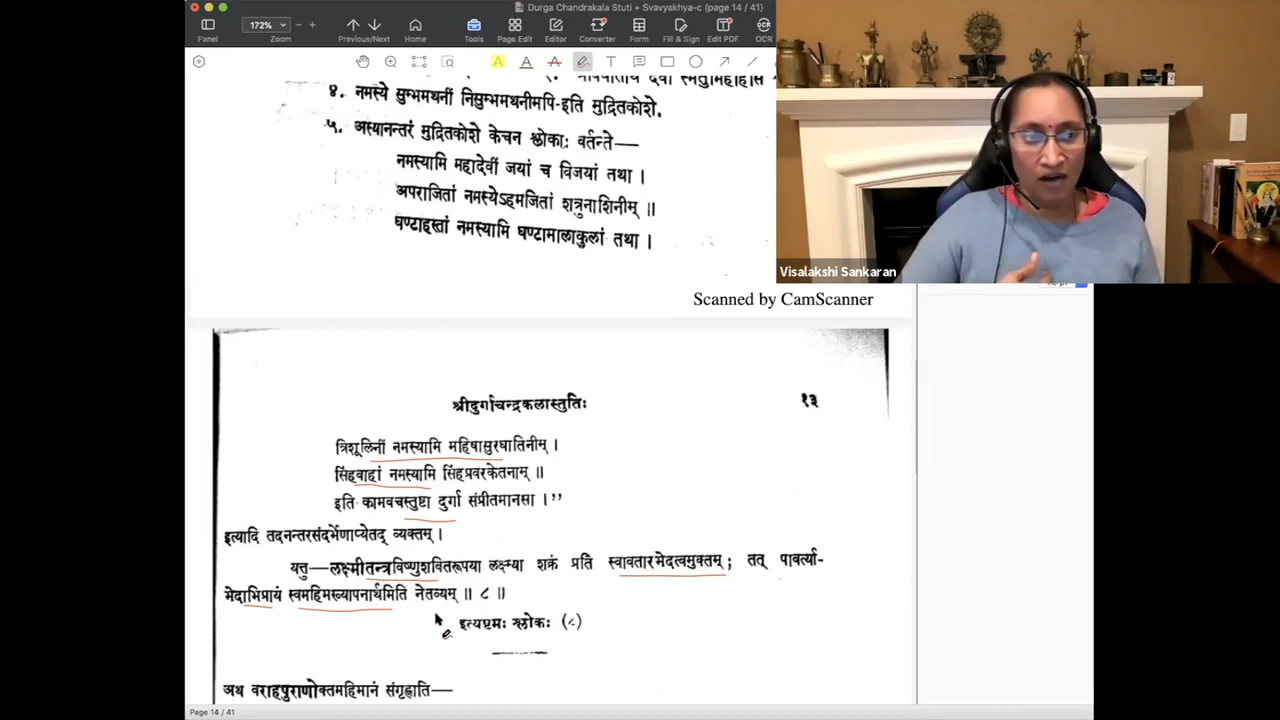 Durga Chandrakala Stuti + Svavyakhya-c (page 14 / 41)
172%
Panel Zoom Previous/Next Home Tools Page Edit Editor Converter Form Fill & Sign Edit PDF OCR
४. नमस्ये सुम्भमथनीं निसुम्भमथनीमपि-इति मुद्रितकोशे.
५. अस्यानन्तरं मुद्रितकोशे केचन श्लोकाः वर्तन्ते—
नमस्यामि महादेवीं जयां च विजयां तथा ।
अपराजितां नमस्येऽहमजितां शत्रुनाशिनीम् ॥
घण्टाहस्तां नमस्यामि घण्टामालाकुलां तथा ।
Visalakshi Sankaran
Scanned by CamScanner
श्रीदुर्गाचन्द्रकलास्तुतिः १३
त्रिशूलिनीं नमस्यामि महिषासुरघातिनीम् ।
सिंहवाहां नमस्यामि सिंहप्रवरकेतनाम् ॥
इति कामवचस्तुष्टा दुर्गा संप्रीतमानसा ।’’
इत्यादि तदनन्तरसंदर्भेणाप्येतद् व्यक्तम् ।
यत्तु—लक्ष्मीतन्त्रविष्णुशवितरूपया लक्ष्म्या शक्रं प्रति स्वावतारभेदत्वमुक्तम्; तत् पार्वत्या-
भेदाभिप्रायं स्वमहिमख्यापनार्थमिति नेतव्यम् ॥ ८ ॥
इत्यष्टमः श्लोकः (८)
अथ वराहपुराणोक्तमहिमानं संगृह्णाति—
Page 14 / 41